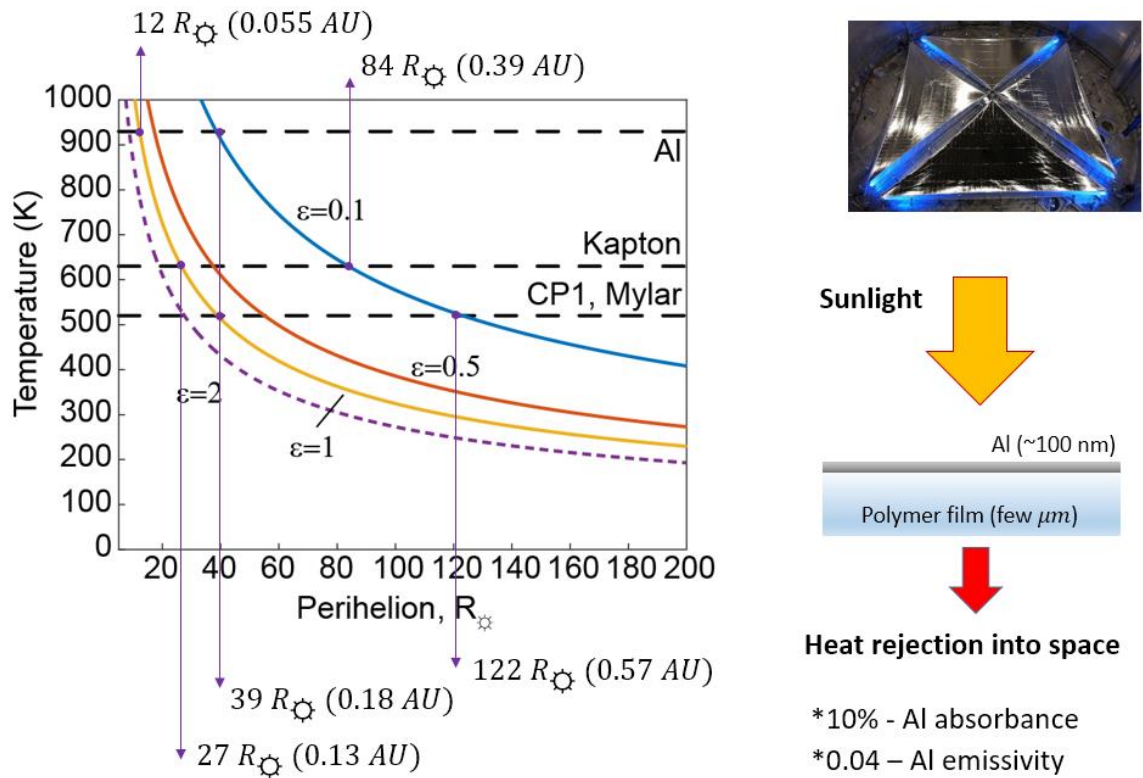 12 R☼ (0.055 AU)
84 R☼ (0.39 AU)
1000
900
800
700
600
500
400
300
200
100
0
Temperature (K)
Al
Kapton
CP1, Mylar
ε=0.1
ε=0.5
ε=2
ε=1
20 40 60 80 100 120 140 160 180 200
Perihelion, R☼
122 R☼ (0.57 AU)
39 R☼ (0.18 AU)
27 R☼ (0.13 AU)
Sunlight
Al (~100 nm)
Polymer film (few μm)
Heat rejection into space
*10% - Al absorbance
*0.04 – Al emissivity